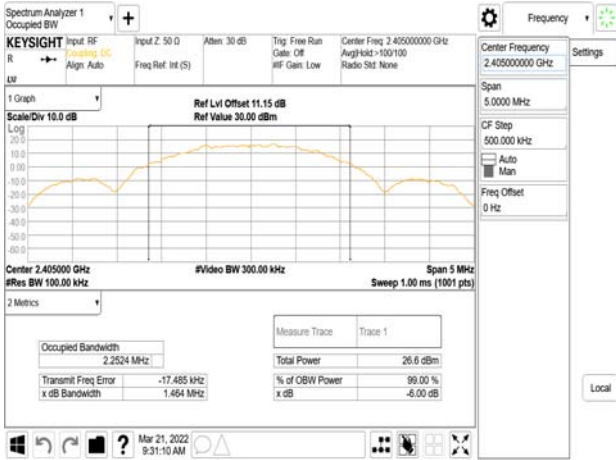 Spectrum Analyzer 1
Occupied BW
Frequency
KEYSIGHT
R
Input: RF
Coupling: DC
Align: Auto
Input Z: 50 Ω
Freq Ref: Int (S)
Atten: 30 dB
Trig: Free Run
Gate: Off
#IF Gain: Low
Center Freq: 2.405000000 GHz
Avg|Hold:>100/100
Radio Std: None
1 Graph
Scale/Div 10.0 dB
Ref Lvl Offset 11.15 dB
Ref Value 30.00 dBm
Log
20.0
10.0
0.00
-10.0
-20.0
-30.0
-40.0
-50.0
-60.0
Center 2.405000 GHz
#Res BW 100.00 kHz
#Video BW 300.00 kHz
Span 5 MHz
Sweep 1.00 ms (1001 pts)
2 Metrics
Measure Trace
Trace 1
Occupied Bandwidth
2.2524 MHz
Total Power
26.6 dBm
Transmit Freq Error
-17.485 kHz
% of OBW Power
99.00 %
x dB Bandwidth
1.464 MHz
x dB
-6.00 dB
Mar 21, 2022
9:31:10 AM
?
Center Frequency
2.405000000 GHz
Settings
Span
5.0000 MHz
CF Step
500.000 kHz
Auto
Man
Freq Offset
0 Hz
Local